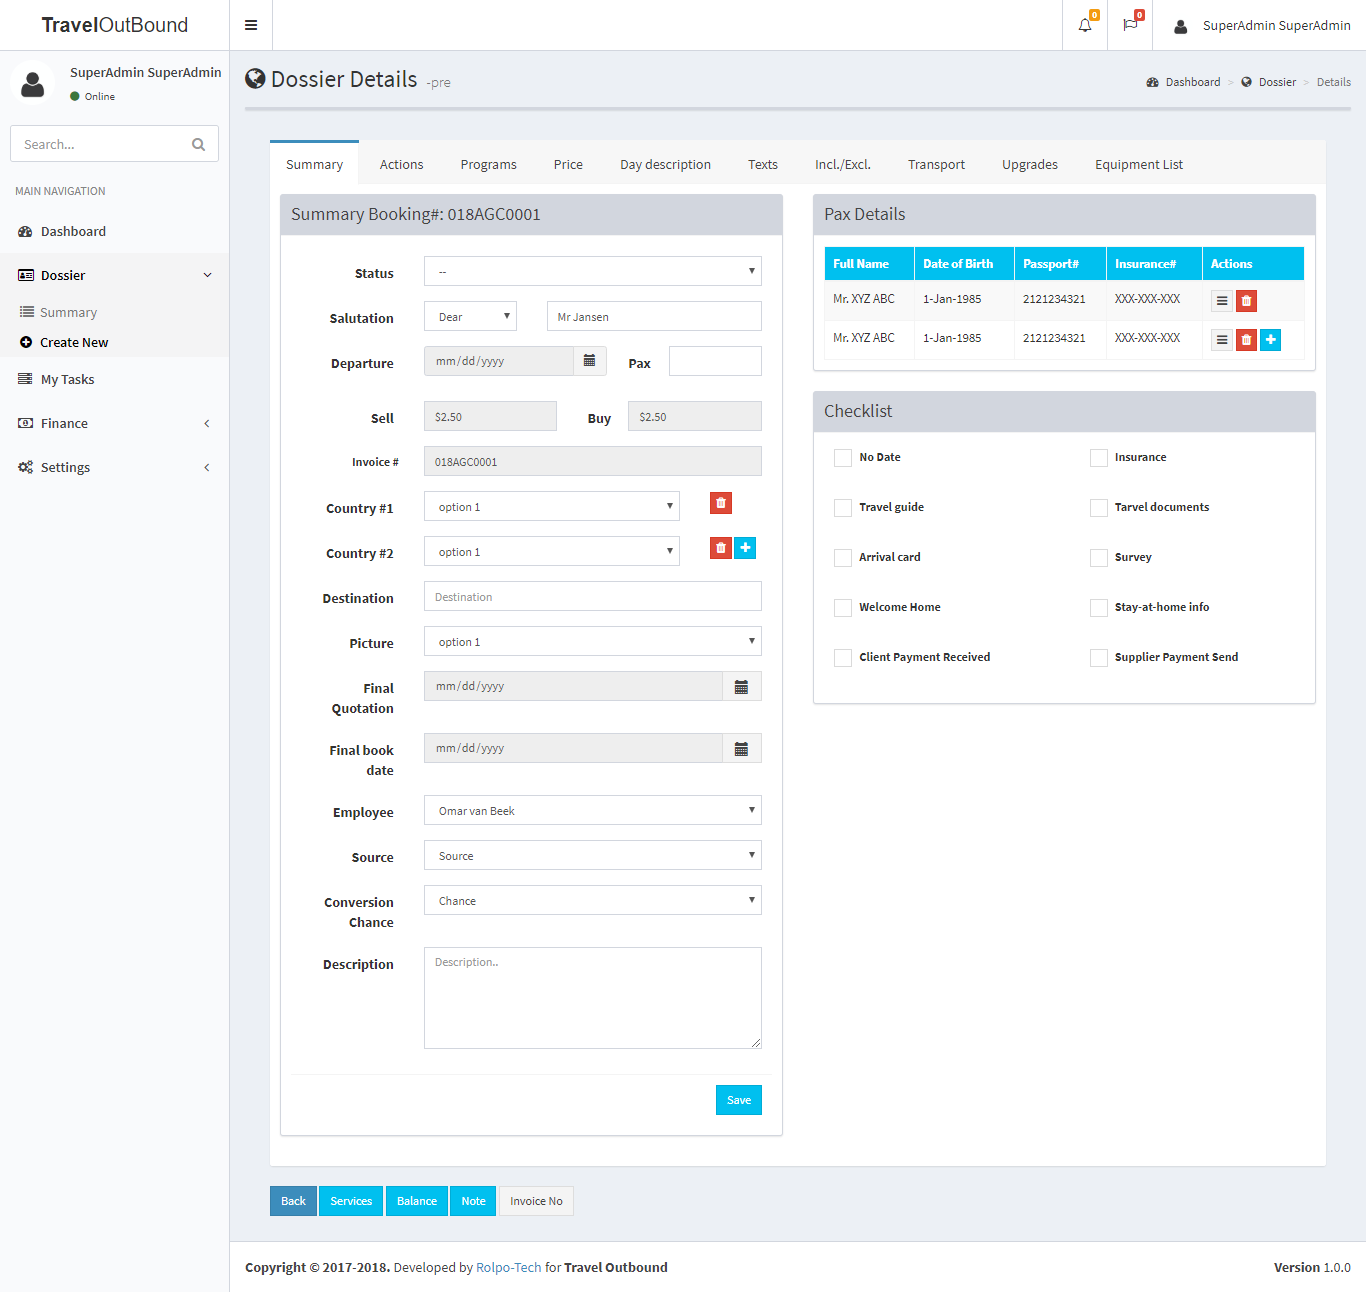 TravelOutBound
0
0
SuperAdmin SuperAdmin
SuperAdmin SuperAdmin
Online
Search...
MAIN NAVIGATION
Dashboard
Dossier
Summary
Create New
My Tasks
Finance
Settings
Dossier Details -pre
Dashboard > Dossier > Details
Summary Actions Programs Price Day description Texts Incl./Excl. Transport Upgrades Equipment List
Summary Booking#: 018AGC0001
Status --
Salutation Dear Mr Jansen
Departure mm/dd/yyyy Pax
Sell $2.50 Buy $2.50
Invoice # 018AGC0001
Country #1 option 1
Country #2 option 1
Destination Destination
Picture option 1
Final Quotation mm/dd/yyyy
Final book date mm/dd/yyyy
Employee Omar van Beek
Source Source
Conversion Chance Chance
Description Description..
Save
Pax Details
Full Name Date of Birth Passport# Insurance# Actions
Mr. XYZ ABC 1-Jan-1985 2121234321 XXX-XXX-XXX
Mr. XYZ ABC 1-Jan-1985 2121234321 XXX-XXX-XXX
Checklist
No Date Insurance
Travel guide Tarvel documents
Arrival card Survey
Welcome Home Stay-at-home info
Client Payment Received Supplier Payment Send
Back Services Balance Note Invoice No
Copyright © 2017-2018. Developed by Rolpo-Tech for Travel Outbound
Version 1.0.0